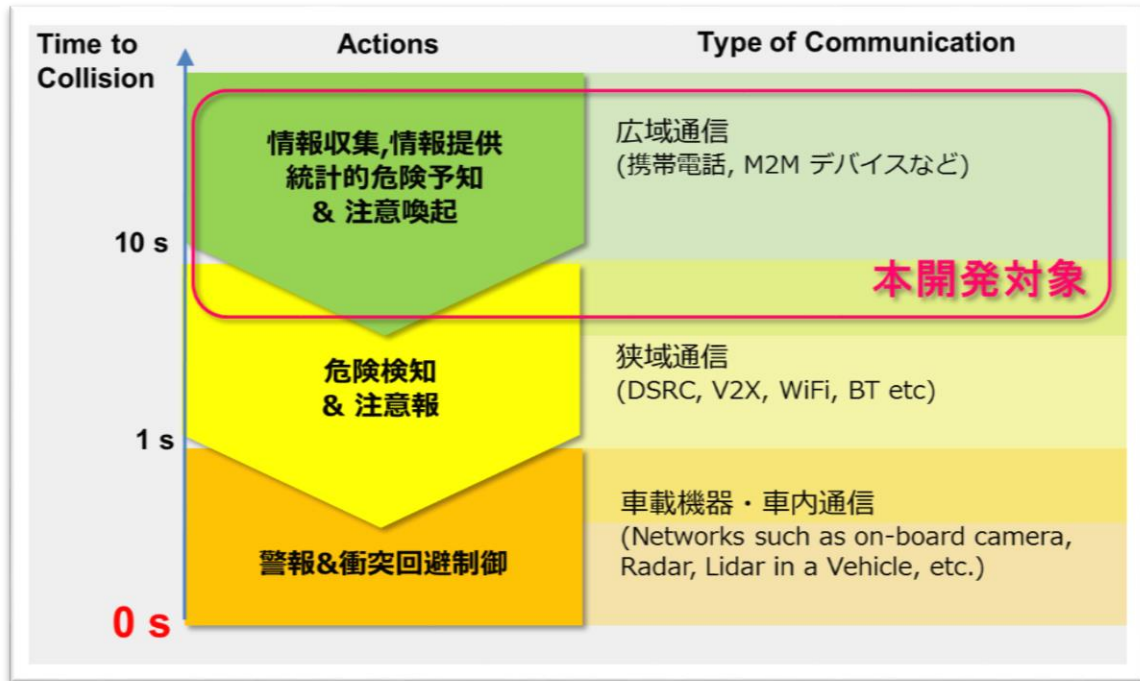 Time to
Collision
Actions
Type of Communication
情報収集,情報提供
統計的危険予知
& 注意喚起
広域通信
(携帯電話, M2M デバイスなど)
10 s
本開発対象
危険検知
& 注意報
狭域通信
(DSRC, V2X, WiFi, BT etc)
1 s
警報&衝突回避制御
車載機器・車内通信
(Networks such as on-board camera,
Radar, Lidar in a Vehicle, etc.)
0 s